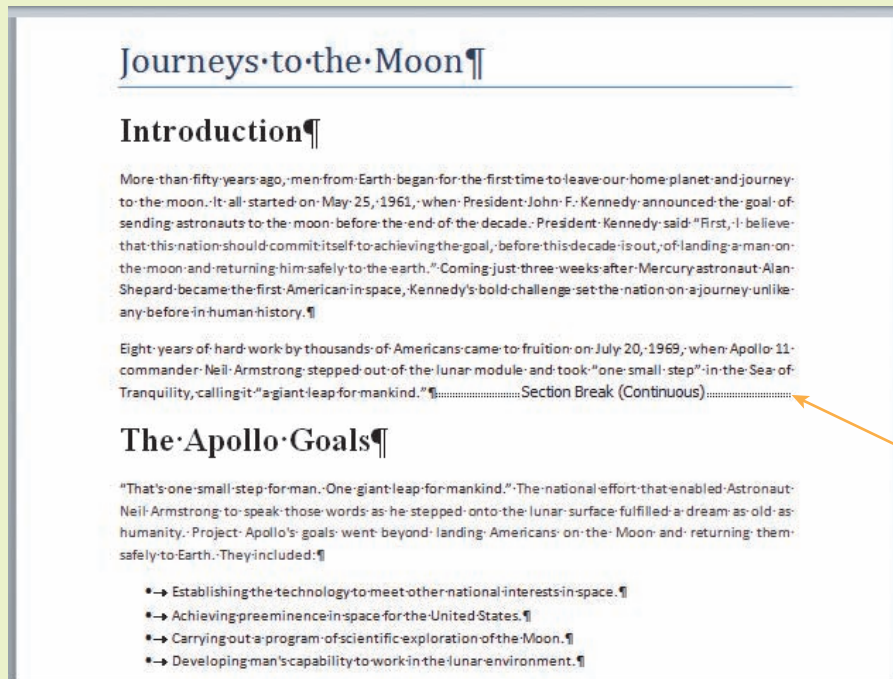 Journeys·to·the·Moon¶
Introduction¶
More·than·fifty·years·ago,·men·from·Earth·began·for·the·first·time·to·leave·our·home·planet·and·journey·
to·the·moon.·It·all·started·on·May·25,·1961,·when·President·John·F.·Kennedy·announced·the·goal·of·
sending·astronauts·to·the·moon·before·the·end·of·the·decade.·President·Kennedy·said·“First,·I·believe·
that·this·nation·should·commit·itself·to·achieving·the·goal,·before·this·decade·is·out,·of·landing·a·man·on·
the·moon·and·returning·him·safely·to·the·earth.”·Coming·just·three·weeks·after·Mercury·astronaut·Alan·
Shepard·became·the·first·American·in·space,·Kennedy's·bold·challenge·set·the·nation·on·a·journey·unlike·
any·before·in·human·history.¶
Eight·years·of·hard·work·by·thousands·of·Americans·came·to·fruition·on·July·20,·1969,·when·Apollo·11·
commander·Neil·Armstrong·stepped·out·of·the·lunar·module·and·took·“one·small·step”·in·the·Sea·of·
Tranquility,·calling·it·“a·giant·leap·for·mankind.”¶ Section Break (Continuous)
The·Apollo·Goals¶
“That's·one·small·step·for·man.·One·giant·leap·for·mankind.”·The·national·effort·that·enabled·Astronaut·
Neil·Armstrong·to·speak·those·words·as·he·stepped·onto·the·lunar·surface·fulfilled·a·dream·as·old·as·
humanity.·Project·Apollo's·goals·went·beyond·landing·Americans·on·the·Moon·and·returning·them·
safely·to·Earth.·They·included:¶
•→Establishing·the·technology·to·meet·other·national·interests·in·space.¶
•→Achieving·preeminence·in·space·for·the·United·States.¶
•→Carrying·out·a·program·of·scientific·exploration·of·the·Moon.¶
•→Developing·man's·capability·to·work·in·the·lunar·environment.¶